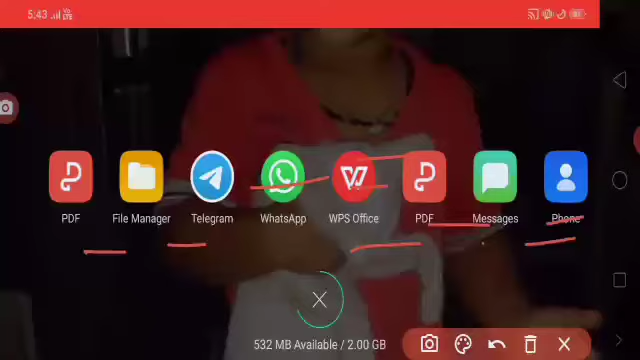 5:43
PDF File Manager Telegram WhatsApp WPS Office PDF Messages Phone
532 MB Available / 2.00 GB